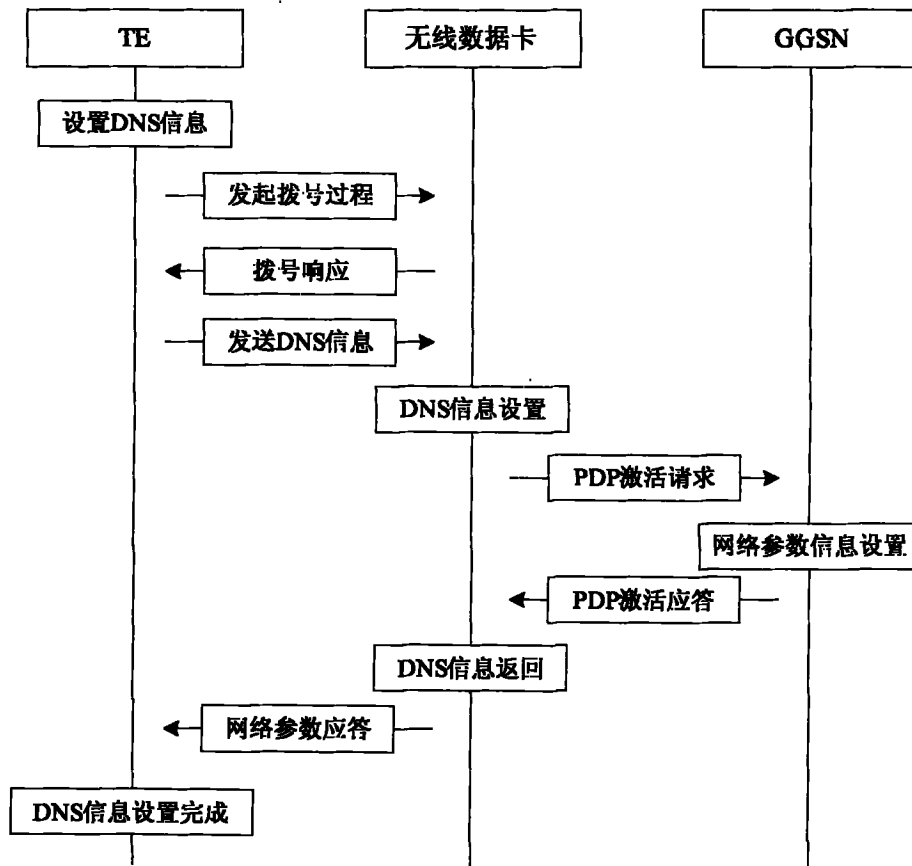 TE
无线数据卡
GGSN
设置DNS信息
发起拨号过程
拨号响应
发送DNS信息
DNS信息设置
PDP激活请求
网络参数信息设置
PDP激活应答
DNS信息返回
网络参数应答
DNS信息设置完成